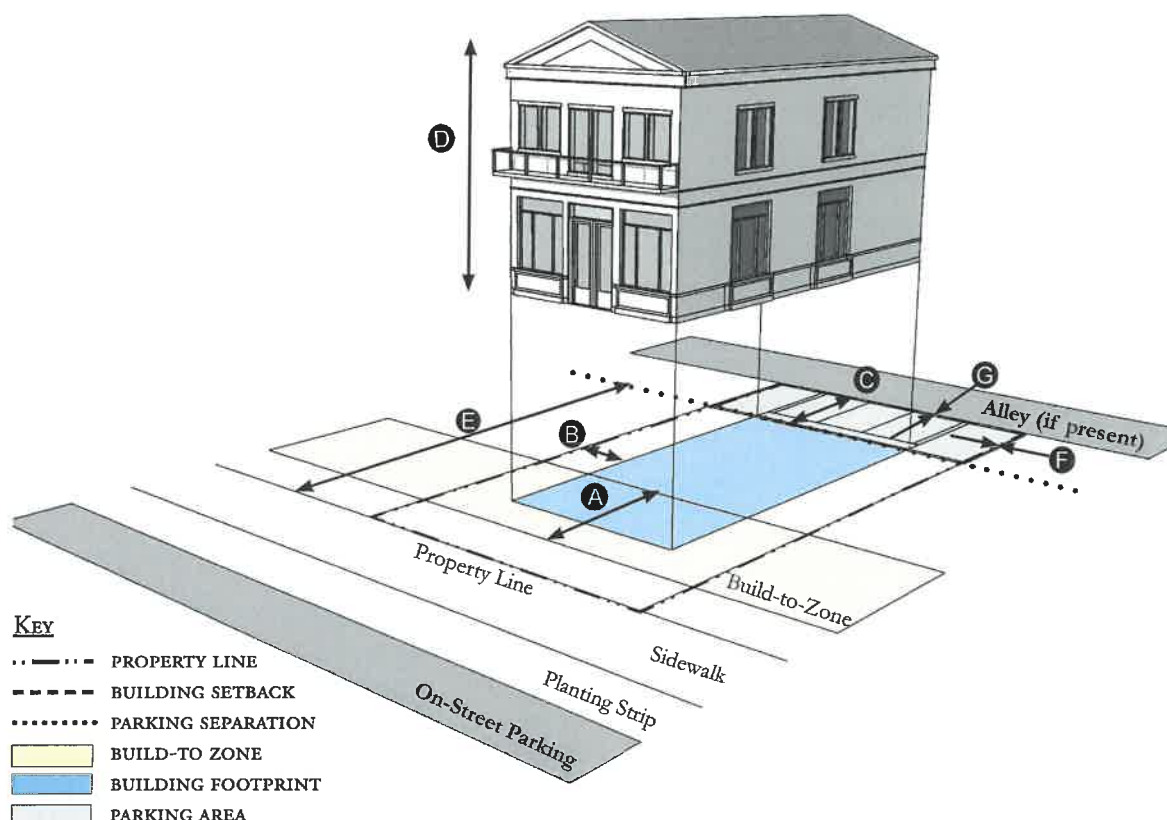 D
C
G
Alley (if present)
E
B
F
A
Property Line
Build-to-Zone
Sidewalk
Planting Strip
On-Street Parking
KEY
PROPERTY LINE
BUILDING SETBACK
PARKING SEPARATION
BUILD-TO ZONE
BUILDING FOOTPRINT
PARKING AREA